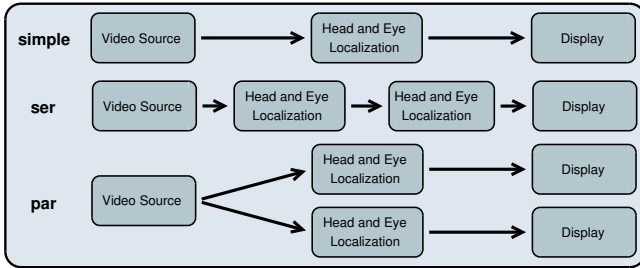 simple
Video Source
Head and Eye
Localization
Display
ser
Video Source
Head and Eye
Localization
Head and Eye
Localization
Display
par
Video Source
Head and Eye
Localization
Display
Head and Eye
Localization
Display